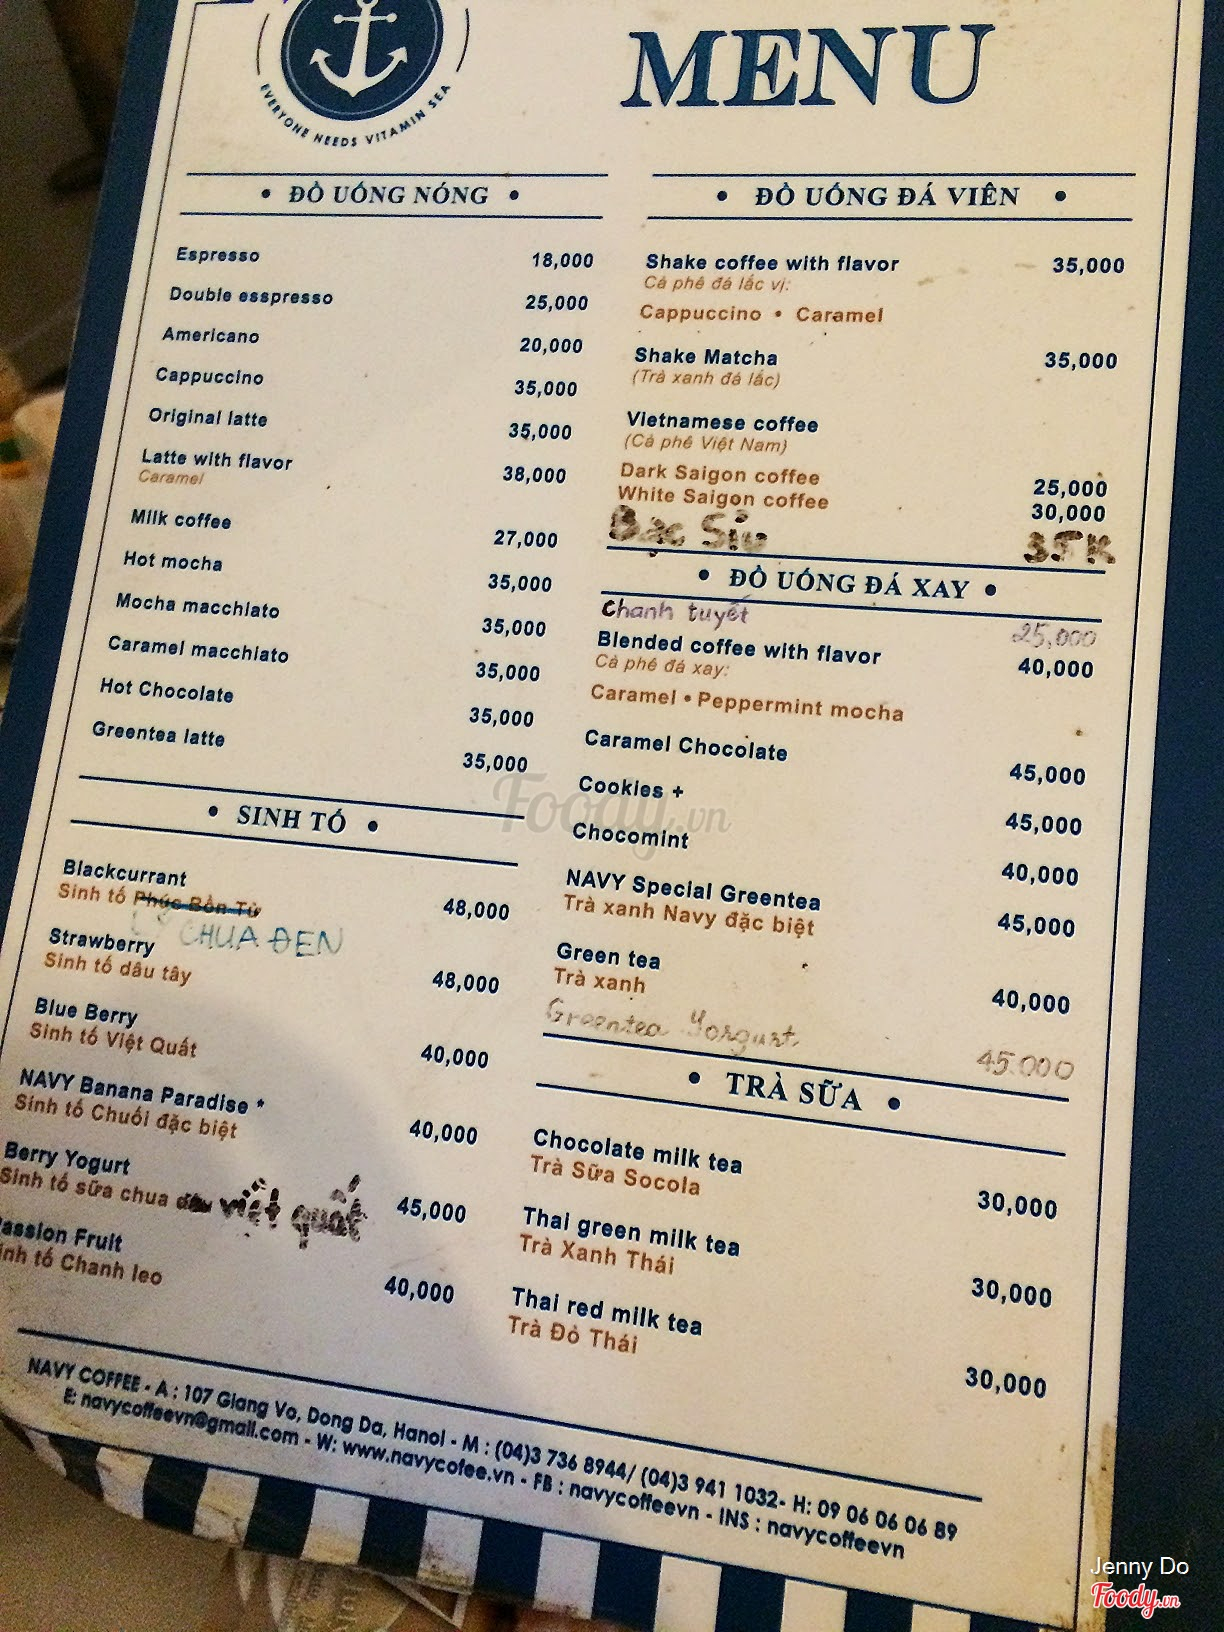 EVERYONE NEEDS VITAMIN SEA
MENU
• ĐỒ UỐNG NÓNG •
Espresso 18,000
Double esspresso 25,000
Americano 20,000
Cappuccino 35,000
Original latte 35,000
Latte with flavor 38,000
Caramel
Milk coffee 27,000
Hot mocha 35,000
Mocha macchiato 35,000
Caramel macchiato 35,000
Hot Chocolate 35,000
Greentea latte 35,000
• SINH TỐ •
Blackcurrant 48,000
Sinh tố Phúc Bồn Tử
CHUA ĐEN
Strawberry 48,000
Sinh tố dâu tây
Blue Berry 40,000
Sinh tố Việt Quất
NAVY Banana Paradise * 40,000
Sinh tố Chuối đặc biệt
Berry Yogurt 45,000
Sinh tố sữa chua việt quất
Passion Fruit 40,000
Sinh tố Chanh leo
• ĐỒ UỐNG ĐÁ VIÊN •
Shake coffee with flavor 35,000
Cà phê đá lắc vị:
Cappuccino • Caramel
Shake Matcha 35,000
(Trà xanh đá lắc)
Vietnamese coffee
(Cà phê Việt Nam)
Dark Saigon coffee 25,000
White Saigon coffee 30,000
Bạc Sỉu 35K
• ĐỒ UỐNG ĐÁ XAY •
Chanh tuyết 25,000
Blended coffee with flavor 40,000
Cà phê đá xay:
Caramel • Peppermint mocha
Caramel Chocolate 45,000
Cookies + 45,000
Chocomint 40,000
NAVY Special Greentea 45,000
Trà xanh Navy đặc biệt
Green tea 40,000
Trà xanh
Greentea Yorgurt 45.000
• TRÀ SỮA •
Chocolate milk tea 30,000
Trà Sữa Socola
Thai green milk tea 30,000
Trà Xanh Thái
Thai red milk tea 30,000
Trà Đỏ Thái
NAVY COFFEE - A : 107 Giang Vo, Dong Da, Hanoi - M : (04)3 736 8944/ (04)3 941 1032- H: 09 06 06 06 89
E: navycoffeevn@gmail.com - W: www.navycofee.vn - FB : navycoffeevn - INS : navycoffeevn
Foody.vn
Jenny Do
Foody.vn